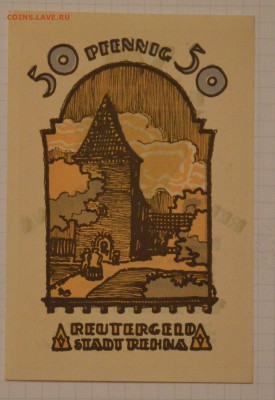 COINS.LAVE.RU
50 PFENNIG 50
REUTERGELD
STADT REHNA